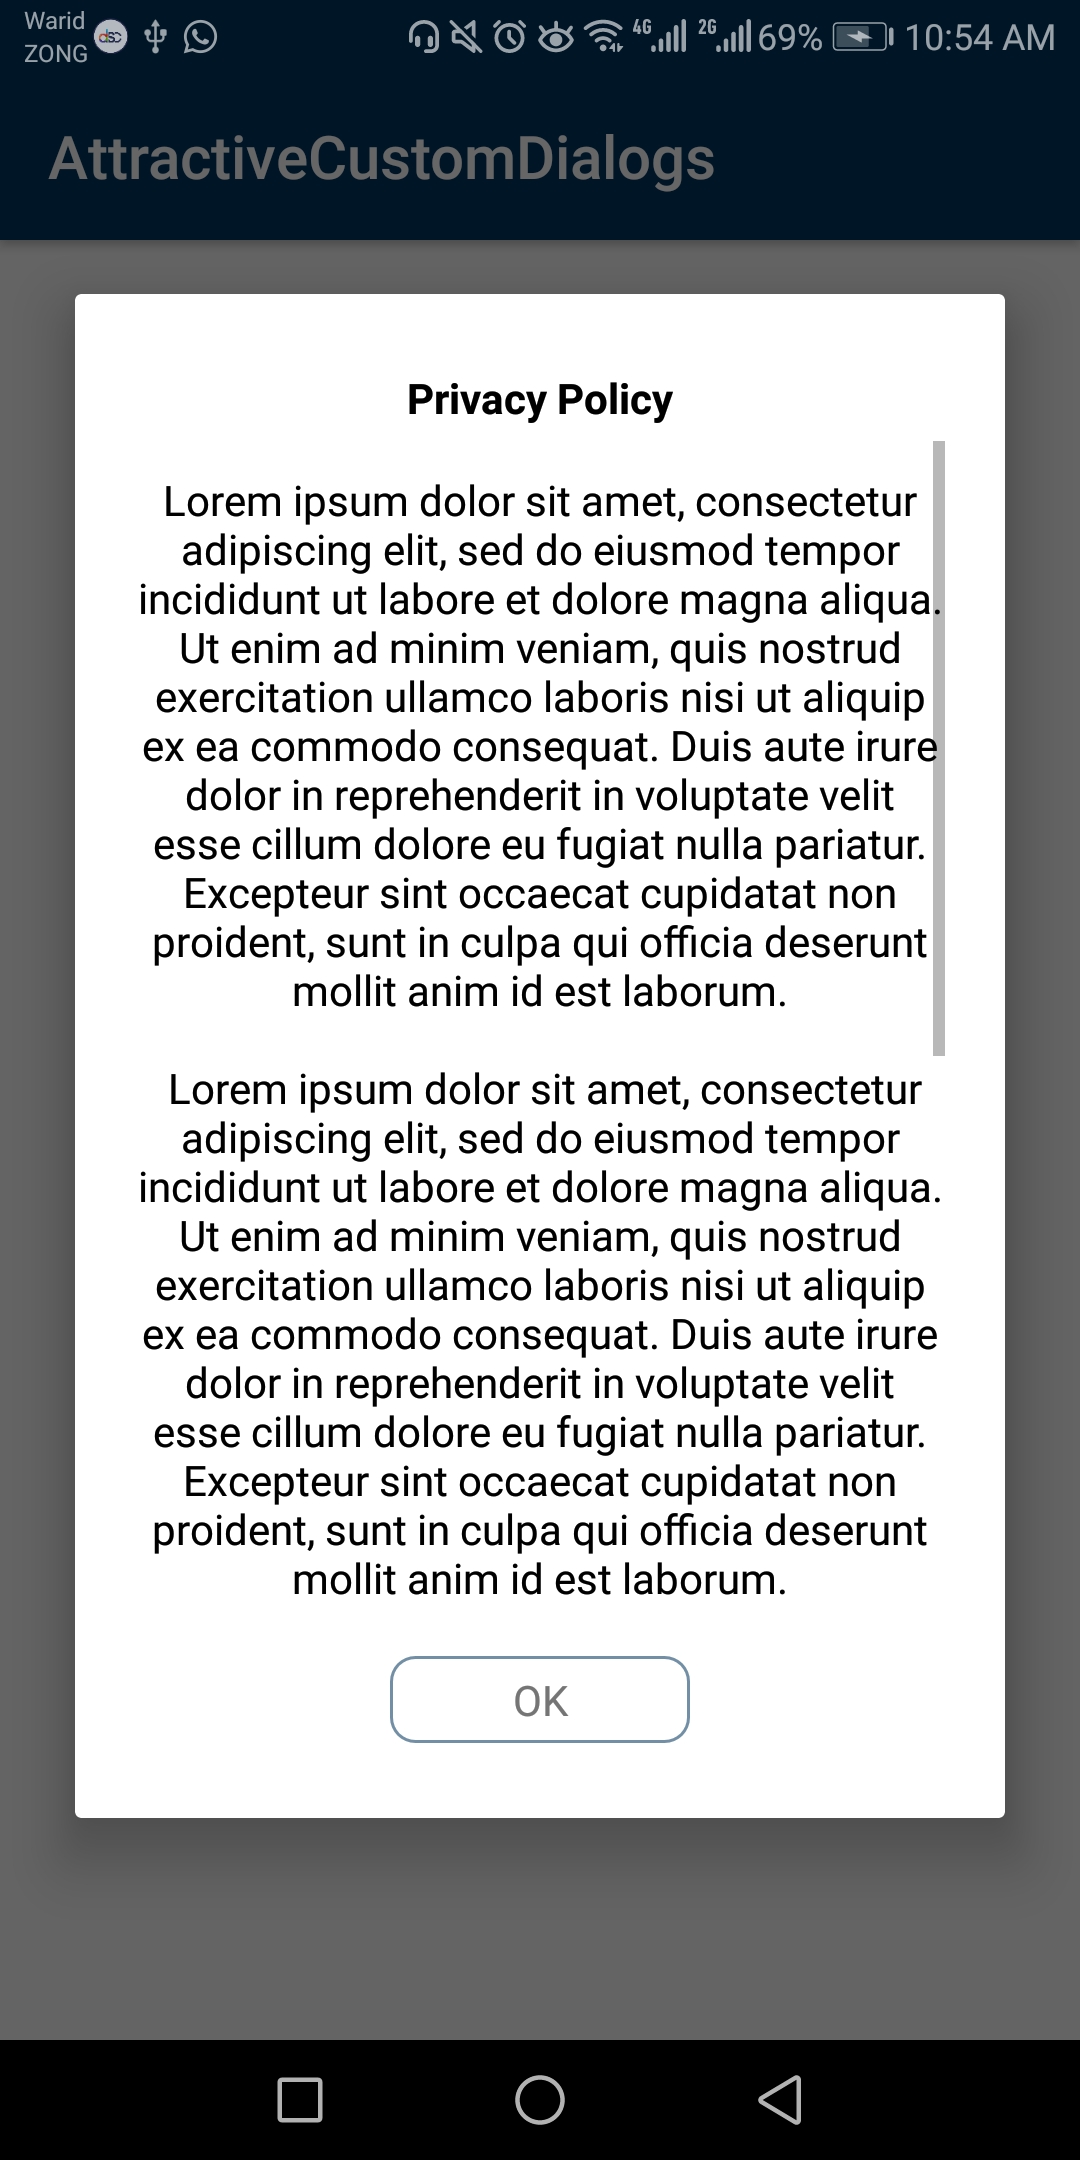 Warid
ZONG
dsc
4G
2G
69%
10:54 AM
AttractiveCustomDialogs
Privacy Policy
Lorem ipsum dolor sit amet, consectetur
adipiscing elit, sed do eiusmod tempor
incididunt ut labore et dolore magna aliqua.
Ut enim ad minim veniam, quis nostrud
exercitation ullamco laboris nisi ut aliquip
ex ea commodo consequat. Duis aute irure
dolor in reprehenderit in voluptate velit
esse cillum dolore eu fugiat nulla pariatur.
Excepteur sint occaecat cupidatat non
proident, sunt in culpa qui officia deserunt
mollit anim id est laborum.
Lorem ipsum dolor sit amet, consectetur
adipiscing elit, sed do eiusmod tempor
incididunt ut labore et dolore magna aliqua.
Ut enim ad minim veniam, quis nostrud
exercitation ullamco laboris nisi ut aliquip
ex ea commodo consequat. Duis aute irure
dolor in reprehenderit in voluptate velit
esse cillum dolore eu fugiat nulla pariatur.
Excepteur sint occaecat cupidatat non
proident, sunt in culpa qui officia deserunt
mollit anim id est laborum.
OK